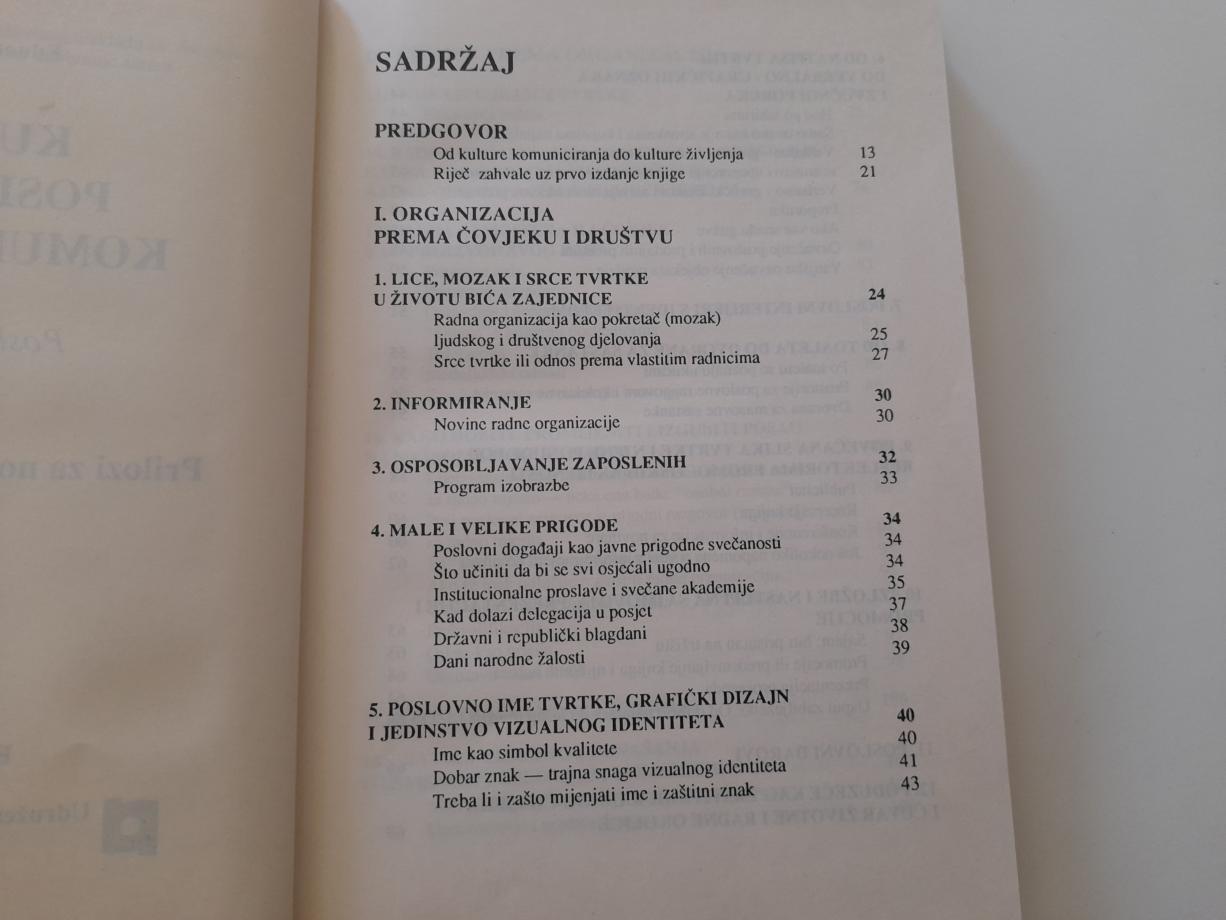 SADRŽAJ
PREDGOVOR
Od kulture komuniciranja do kulture življenja 13
Riječ zahvale uz prvo izdanje knjige 21
I. ORGANIZACIJA
PREMA ČOVJEKU I DRUŠTVU
1. LICE, MOZAK I SRCE TVRTKE
U ŽIVOTU BIĆA ZAJEDNICE 24
Radna organizacija kao pokretač (mozak)
ljudskog i društvenog djelovanja 25
Srce tvrtke ili odnos prema vlastitim radnicima 27
2. INFORMIRANJE 30
Novine radne organizacije 30
3. OSPOSOBLJAVANJE ZAPOSLENIH 32
Program izobrazbe 33
4. MALE I VELIKE PRIGODE 34
Poslovni događaji kao javne prigodne svečanosti 34
Što učiniti da bi se svi osjećali ugodno 34
Institucionalne proslave i svečane akademije 35
Kad dolazi delegacija u posjet 37
Državni i republički blagdani 38
Dani narodne žalosti 39
5. POSLOVNO IME TVRTKE, GRAFIČKI DIZAJN
I JEDINSTVO VIZUALNOG IDENTITETA 40
Ime kao simbol kvalitete 40
Dobar znak — trajna snaga vizualnog identiteta 41
Treba li i zašto mijenjati ime i zaštitni znak 43